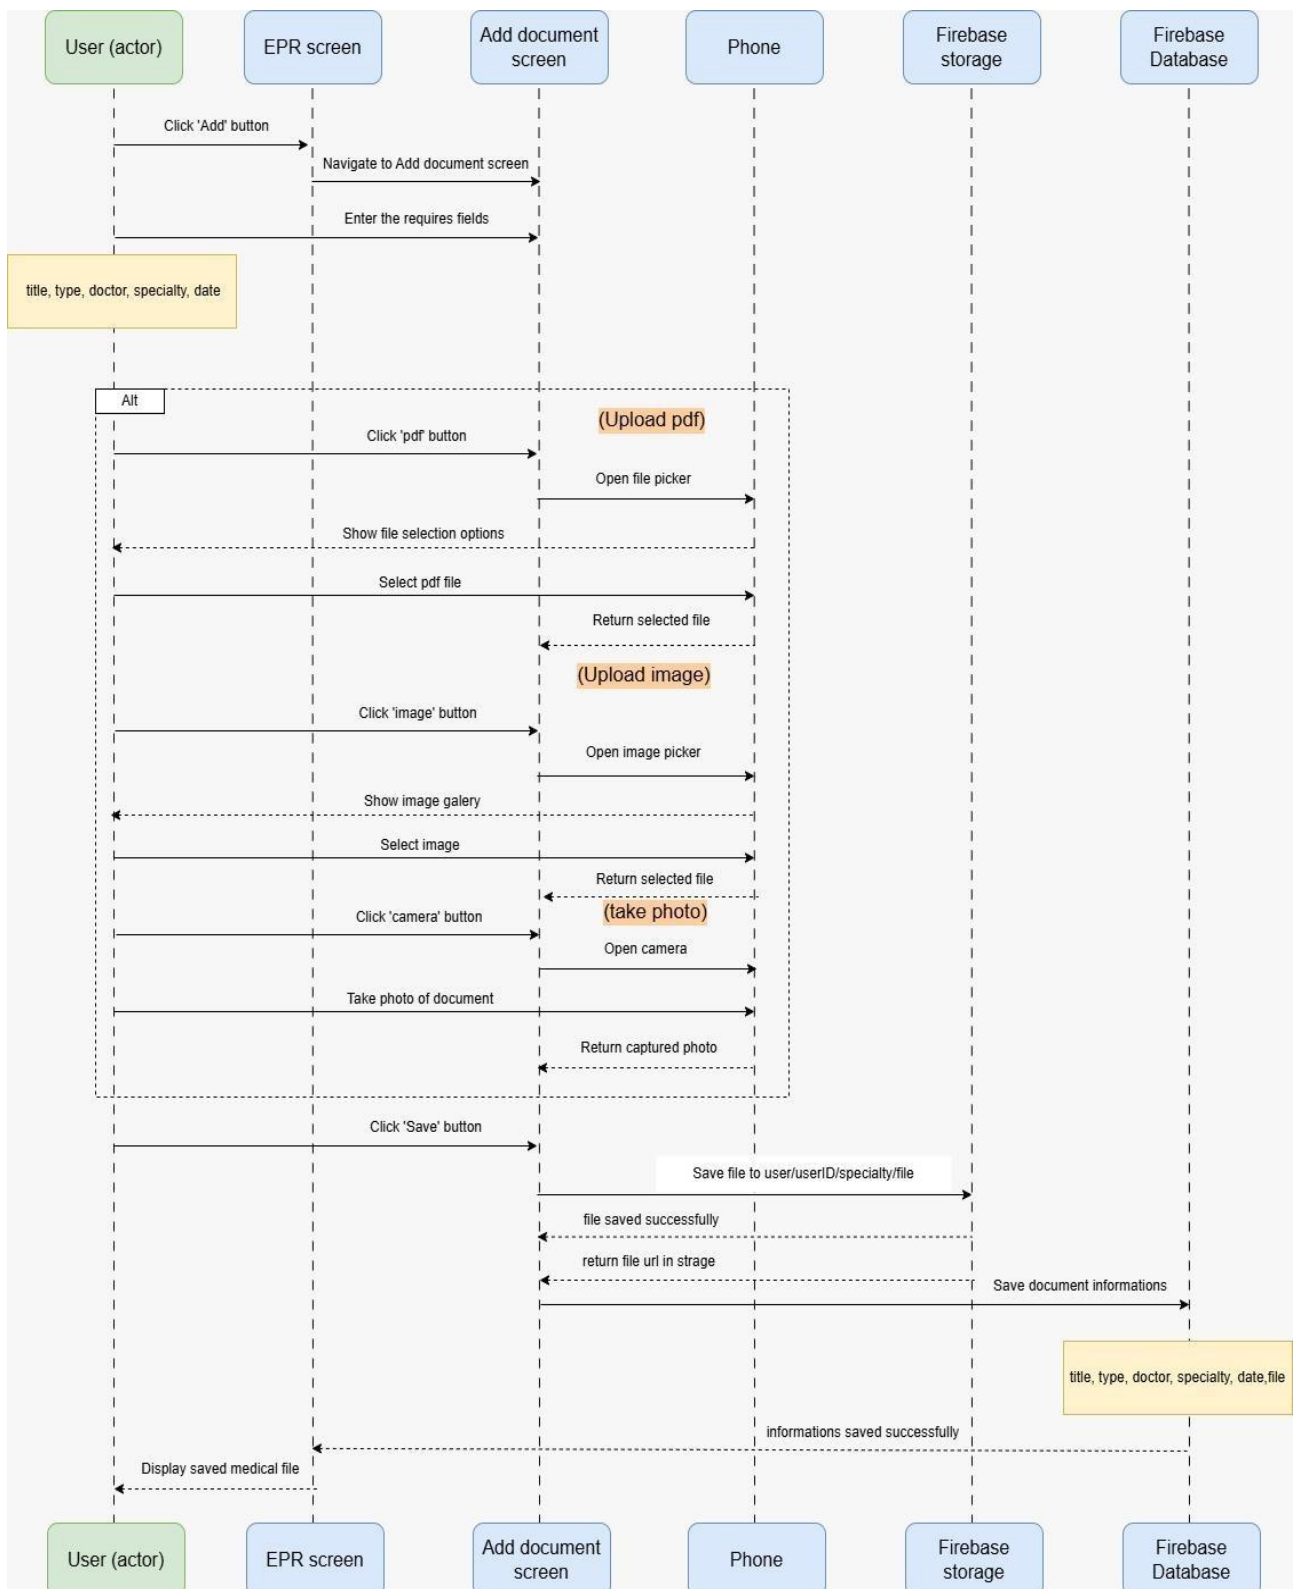 User (actor)
EPR screen
Add document
screen
Phone
Firebase
storage
Firebase
Database
Click 'Add' button
Navigate to Add document screen
Enter the requires fields
title, type, doctor, specialty, date
Alt
(Upload pdf)
Click 'pdf' button
Open file picker
Show file selection options
Select pdf file
Return selected file
(Upload image)
Click 'image' button
Open image picker
Show image galery
Select image
Return selected file
(take photo)
Click 'camera' button
Open camera
Take photo of document
Return captured photo
Click 'Save' button
Save file to user/userID/specialty/file
file saved successfully
return file url in strage
Save document informations
title, type, doctor, specialty, date,file
informations saved successfully
Display saved medical file
User (actor)
EPR screen
Add document
screen
Phone
Firebase
storage
Firebase
Database